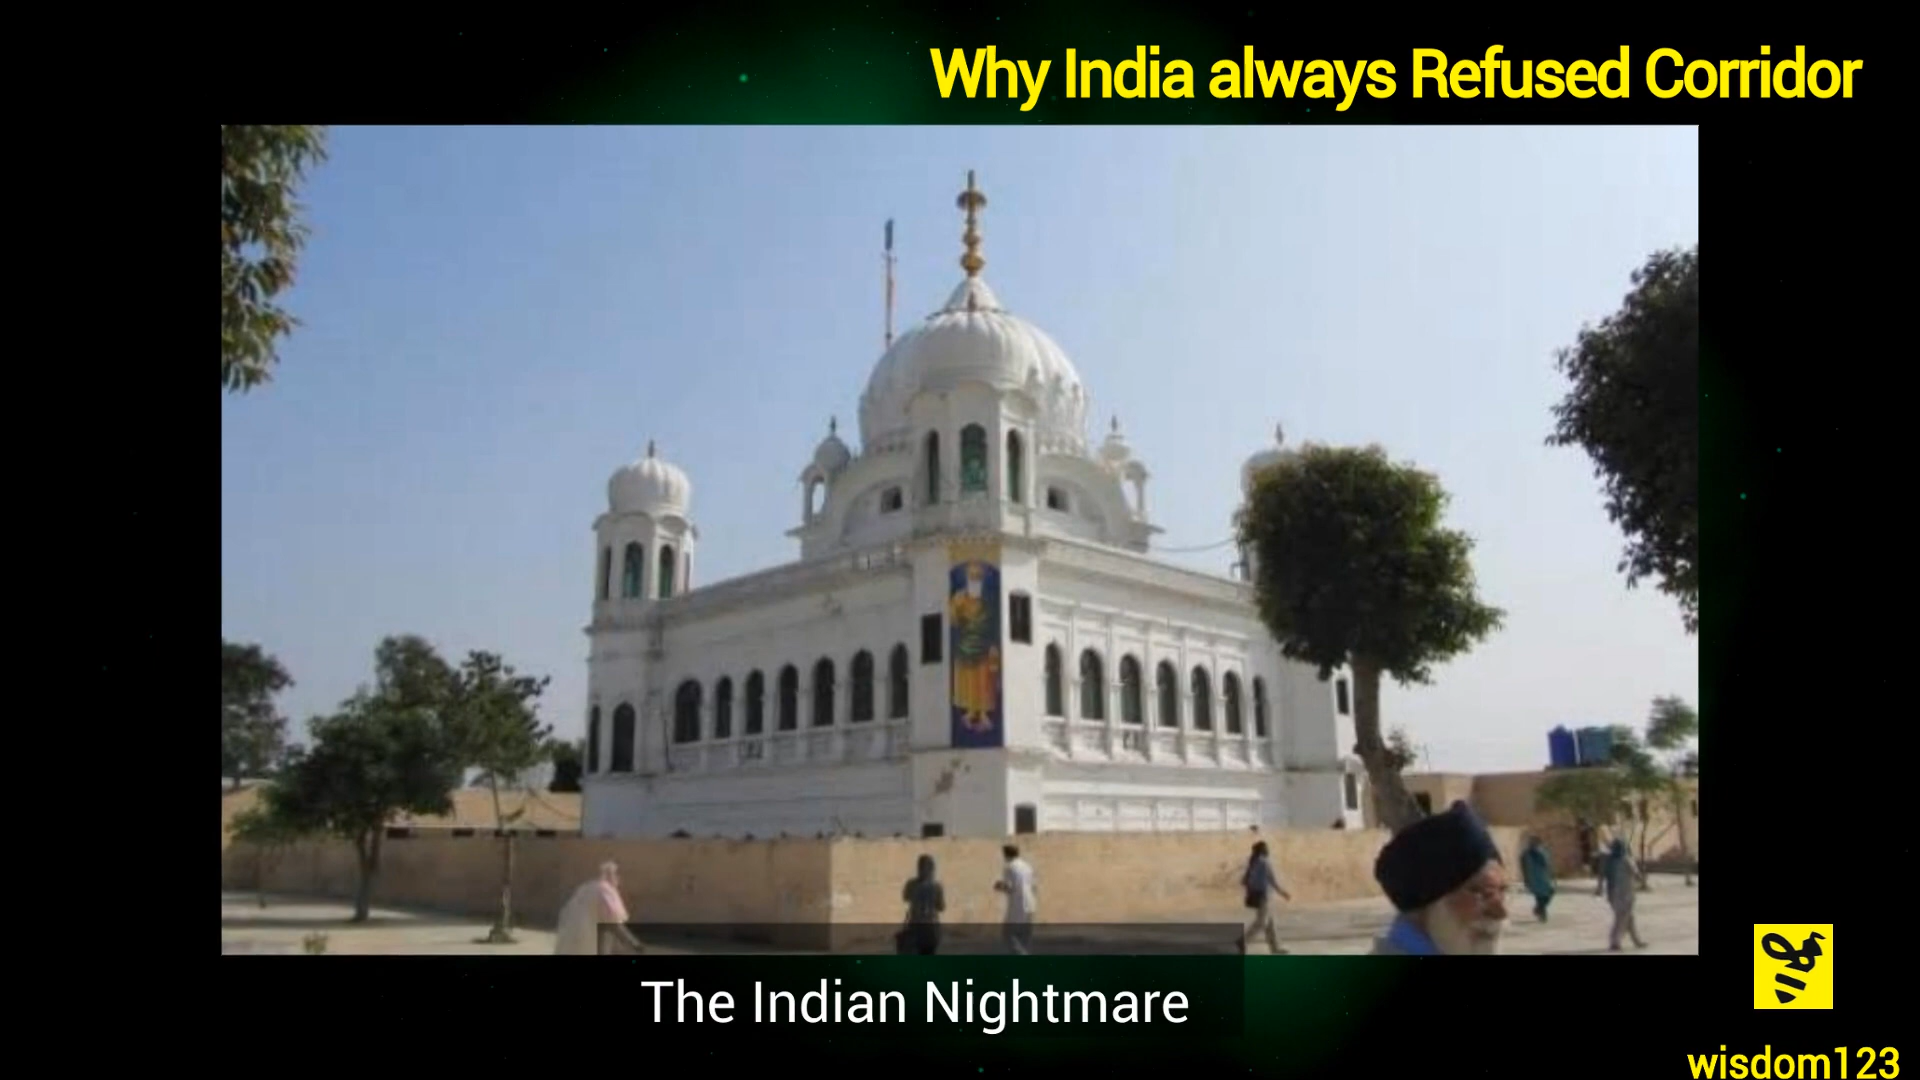 Why India always Refused Corridor
The Indian Nightmare
wisdom123